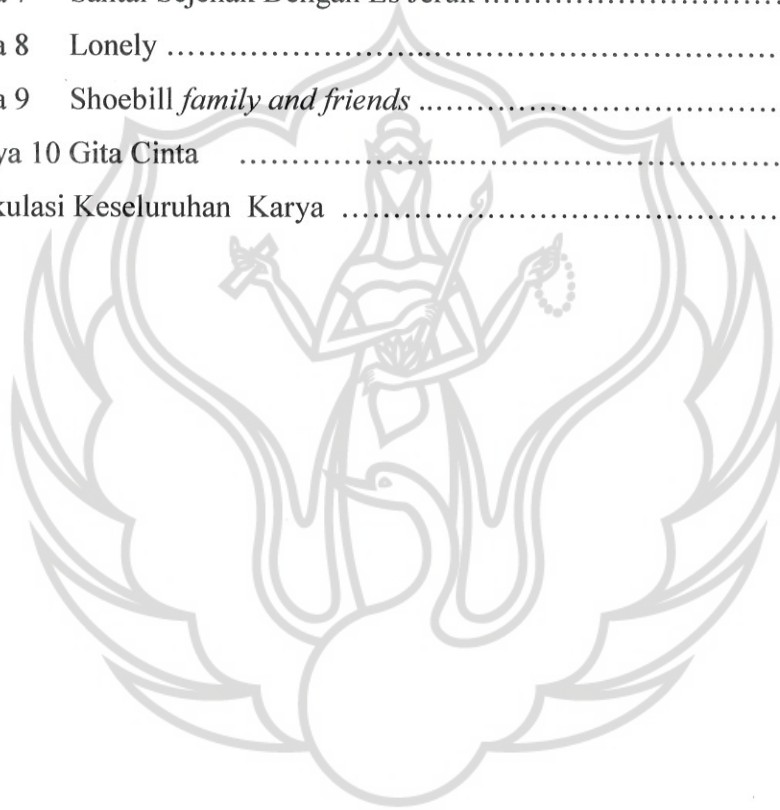 a 7 Santai Sejenak Dengan Es Jeruk ................................
a 8 Lonely ................................................................
a 9 Shoebill family and friends ........................................
ya 10 Gita Cinta ............................................................
kulasi Keseluruhan Karya ................................................